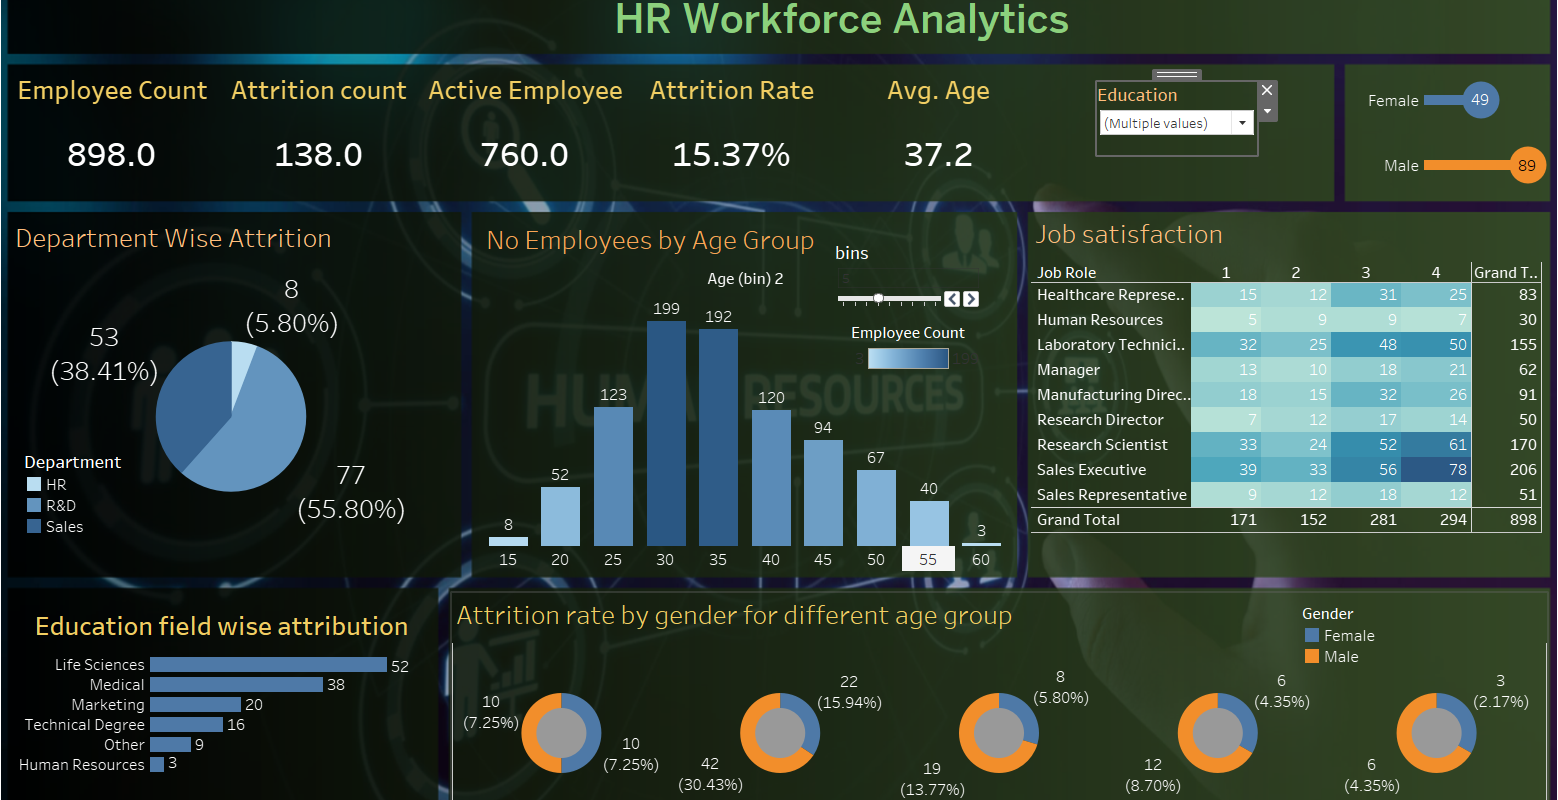 HR Workforce Analytics
Employee Count Attrition count Active Employee Attrition Rate Avg. Age
898.0 138.0 760.0 15.37% 37.2
Education
(Multiple values)
Female 49
Male 89
Department Wise Attrition
8
(5.80%)
53
(38.41%)
77
(55.80%)
Department
HR
R&D
Sales
No Employees by Age Group
bins
Age (bin) 2
Employee Count
HUMAN RESOURCES
8 52 123 199 192 120 94 67 40 3
15 20 25 30 35 40 45 50 55 60
Job satisfaction
Job Role 1 2 3 4 Grand T..
Healthcare Represe.. 15 12 31 25 83
Human Resources 5 9 9 7 30
Laboratory Technici.. 32 25 48 50 155
Manager 13 10 18 21 62
Manufacturing Direc.. 18 15 32 26 91
Research Director 7 12 17 14 50
Research Scientist 33 24 52 61 170
Sales Executive 39 33 56 78 206
Sales Representative 9 12 18 12 51
Grand Total 171 152 281 294 898
Education field wise attribution
Life Sciences 52
Medical 38
Marketing 20
Technical Degree 16
Other 9
Human Resources 3
Attrition rate by gender for different age group
Gender
Female
Male
10
(7.25%)
10
(7.25%)
22
(15.94%)
42
(30.43%)
8
(5.80%)
19
(13.77%)
6
(4.35%)
12
(8.70%)
3
(2.17%)
6
(4.35%)